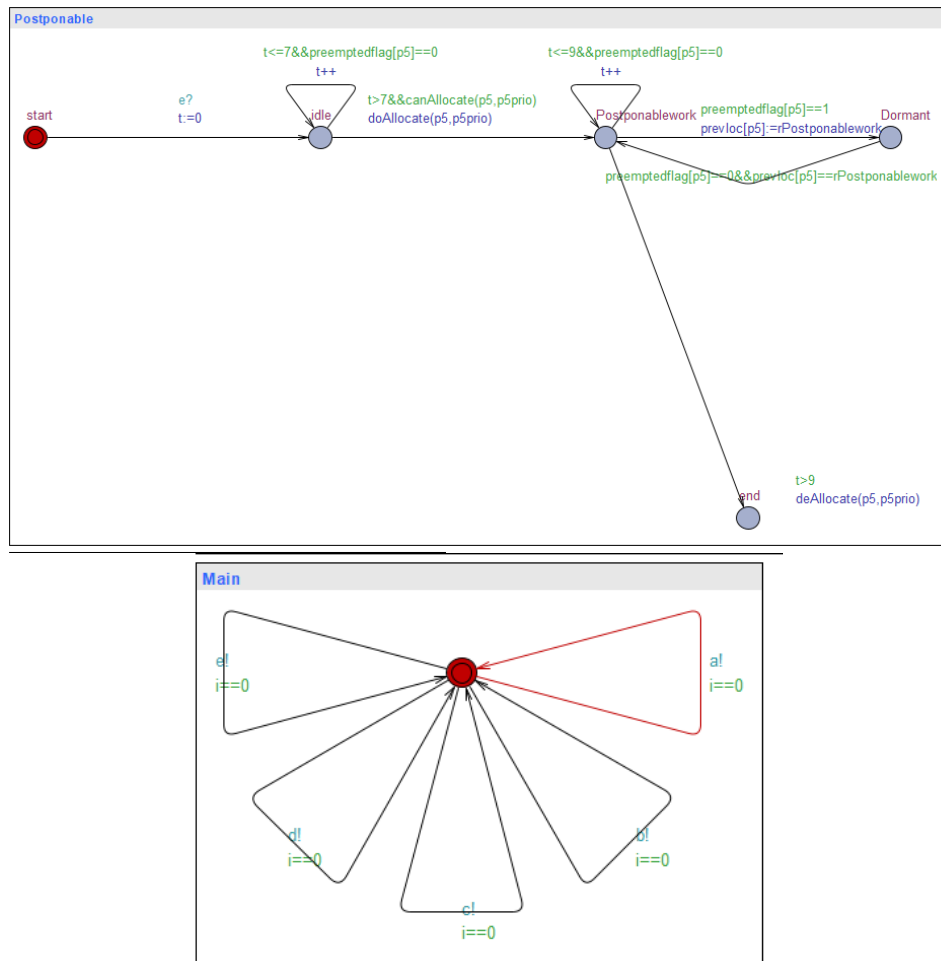 Postponable
t<=7&&preemptedflag[p5]==0
t++
t<=9&&preemptedflag[p5]==0
t++
e?
t:=0
t>7&&canAllocate(p5,p5prio)
doAllocate(p5,p5prio)
preemptedflag[p5]==1
prevloc[p5]:=rPostponablework
start
idle
Postponablework
Dormant
preemptedflag[p5]==0&&prevloc[p5]==rPostponablework
t>9
deAllocate(p5,p5prio)
end
Main
e!
i==0
a!
i==0
d!
i==0
b!
i==0
c!
i==0